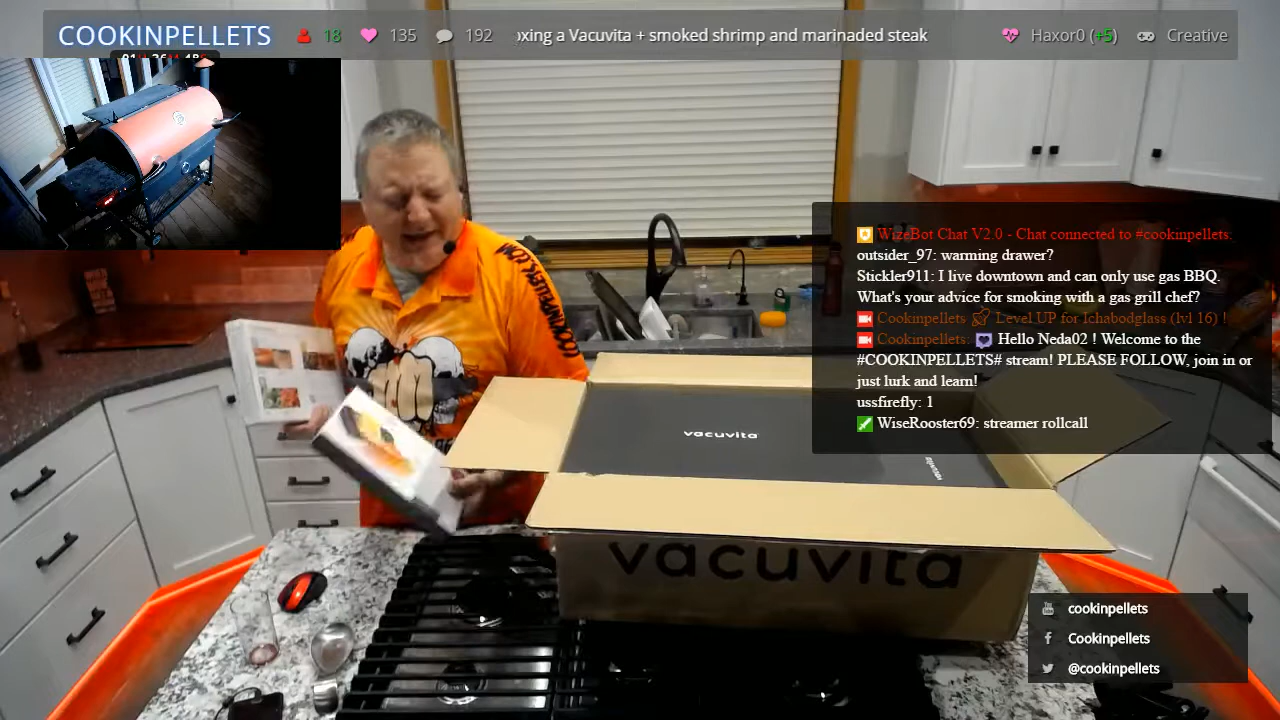 COOKINPELLETS 18 135 192 oxing a Vacuvita + smoked shrimp and marinaded steak Haxor0 (+5) Creative
WizeBot Chat V2.0 - Chat connected to #cookinpellets:
outsider_97: warming drawer?
Stickler911: I live downtown and can only use gas BBQ.
What's your advice for smoking with a gas grill chef?
Cookinpellets Level UP for Ichabodglass (lvl 16) !
Cookinpellets: Hello Neda02 ! Welcome to the
#COOKINPELLETS# stream! PLEASE FOLLOW, join in or
just lurk and learn!
ussfirefly: 1
WiseRooster69: streamer rollcall
COOKINPELLETS.COM
vacuvita
vacuvita
vacuvita
cookinpellets
Cookinpellets
@cookinpellets